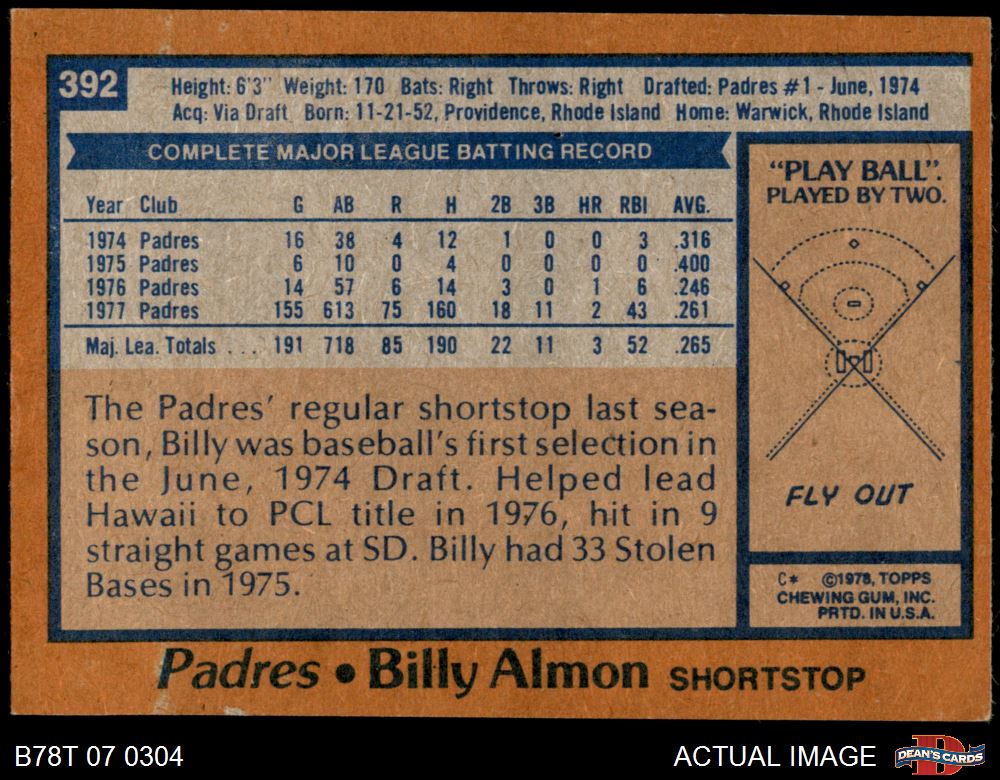 392
Height: 6'3" Weight: 170 Bats: Right Throws: Right Drafted: Padres #1 - June, 1974
Acq: Via Draft Born: 11-21-52, Providence, Rhode Island Home: Warwick, Rhode Island
COMPLETE MAJOR LEAGUE BATTING RECORD
Year Club G AB R H 2B 3B HR RBI AVG.
1974 Padres 16 38 4 12 1 0 0 3 .316
1975 Padres 6 10 0 4 0 0 0 0 .400
1976 Padres 14 57 6 14 3 0 1 6 .246
1977 Padres 155 613 75 160 18 11 2 43 .261
Maj. Lea. Totals . . . 191 718 85 190 22 11 3 52 .265
The Padres' regular shortstop last sea-
son, Billy was baseball's first selection in
the June, 1974 Draft. Helped lead
Hawaii to PCL title in 1976, hit in 9
straight games at SD. Billy had 33 Stolen
Bases in 1975.
"PLAY BALL".
PLAYED BY TWO.
FLY OUT
C* ©1978, TOPPS
CHEWING GUM, INC.
PRTD. IN U.S.A.
Padres • Billy Almon SHORTSTOP
B78T 07 0304
ACTUAL IMAGE
DEAN'S CARDS